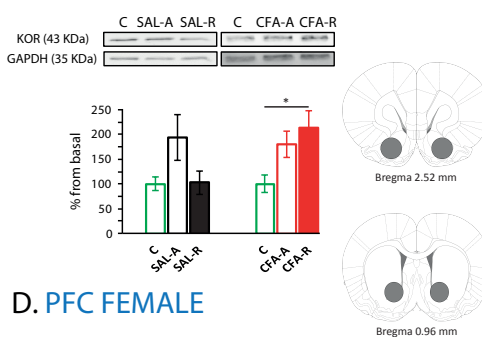 C SAL-A SAL-R C CFA-A CFA-R
KOR (43 KDa)
GAPDH (35 KDa)
% from basal
250
200
150
100
50
0
*
C SAL-A SAL-R C CFA-A CFA-R
Bregma 2.52 mm
Bregma 0.96 mm
D. PFC FEMALE